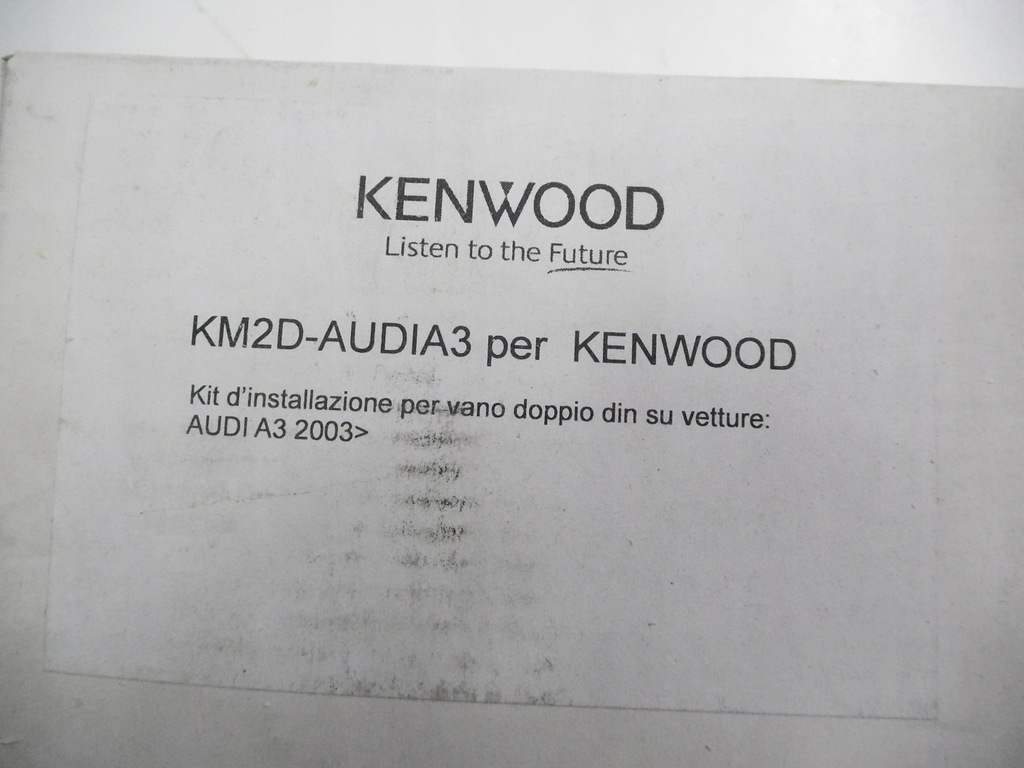 KENWOOD
Listen to the Future
KM2D-AUDIA3 per KENWOOD
Kit d'installazione per vano doppio din su vetture:
AUDI A3 2003>